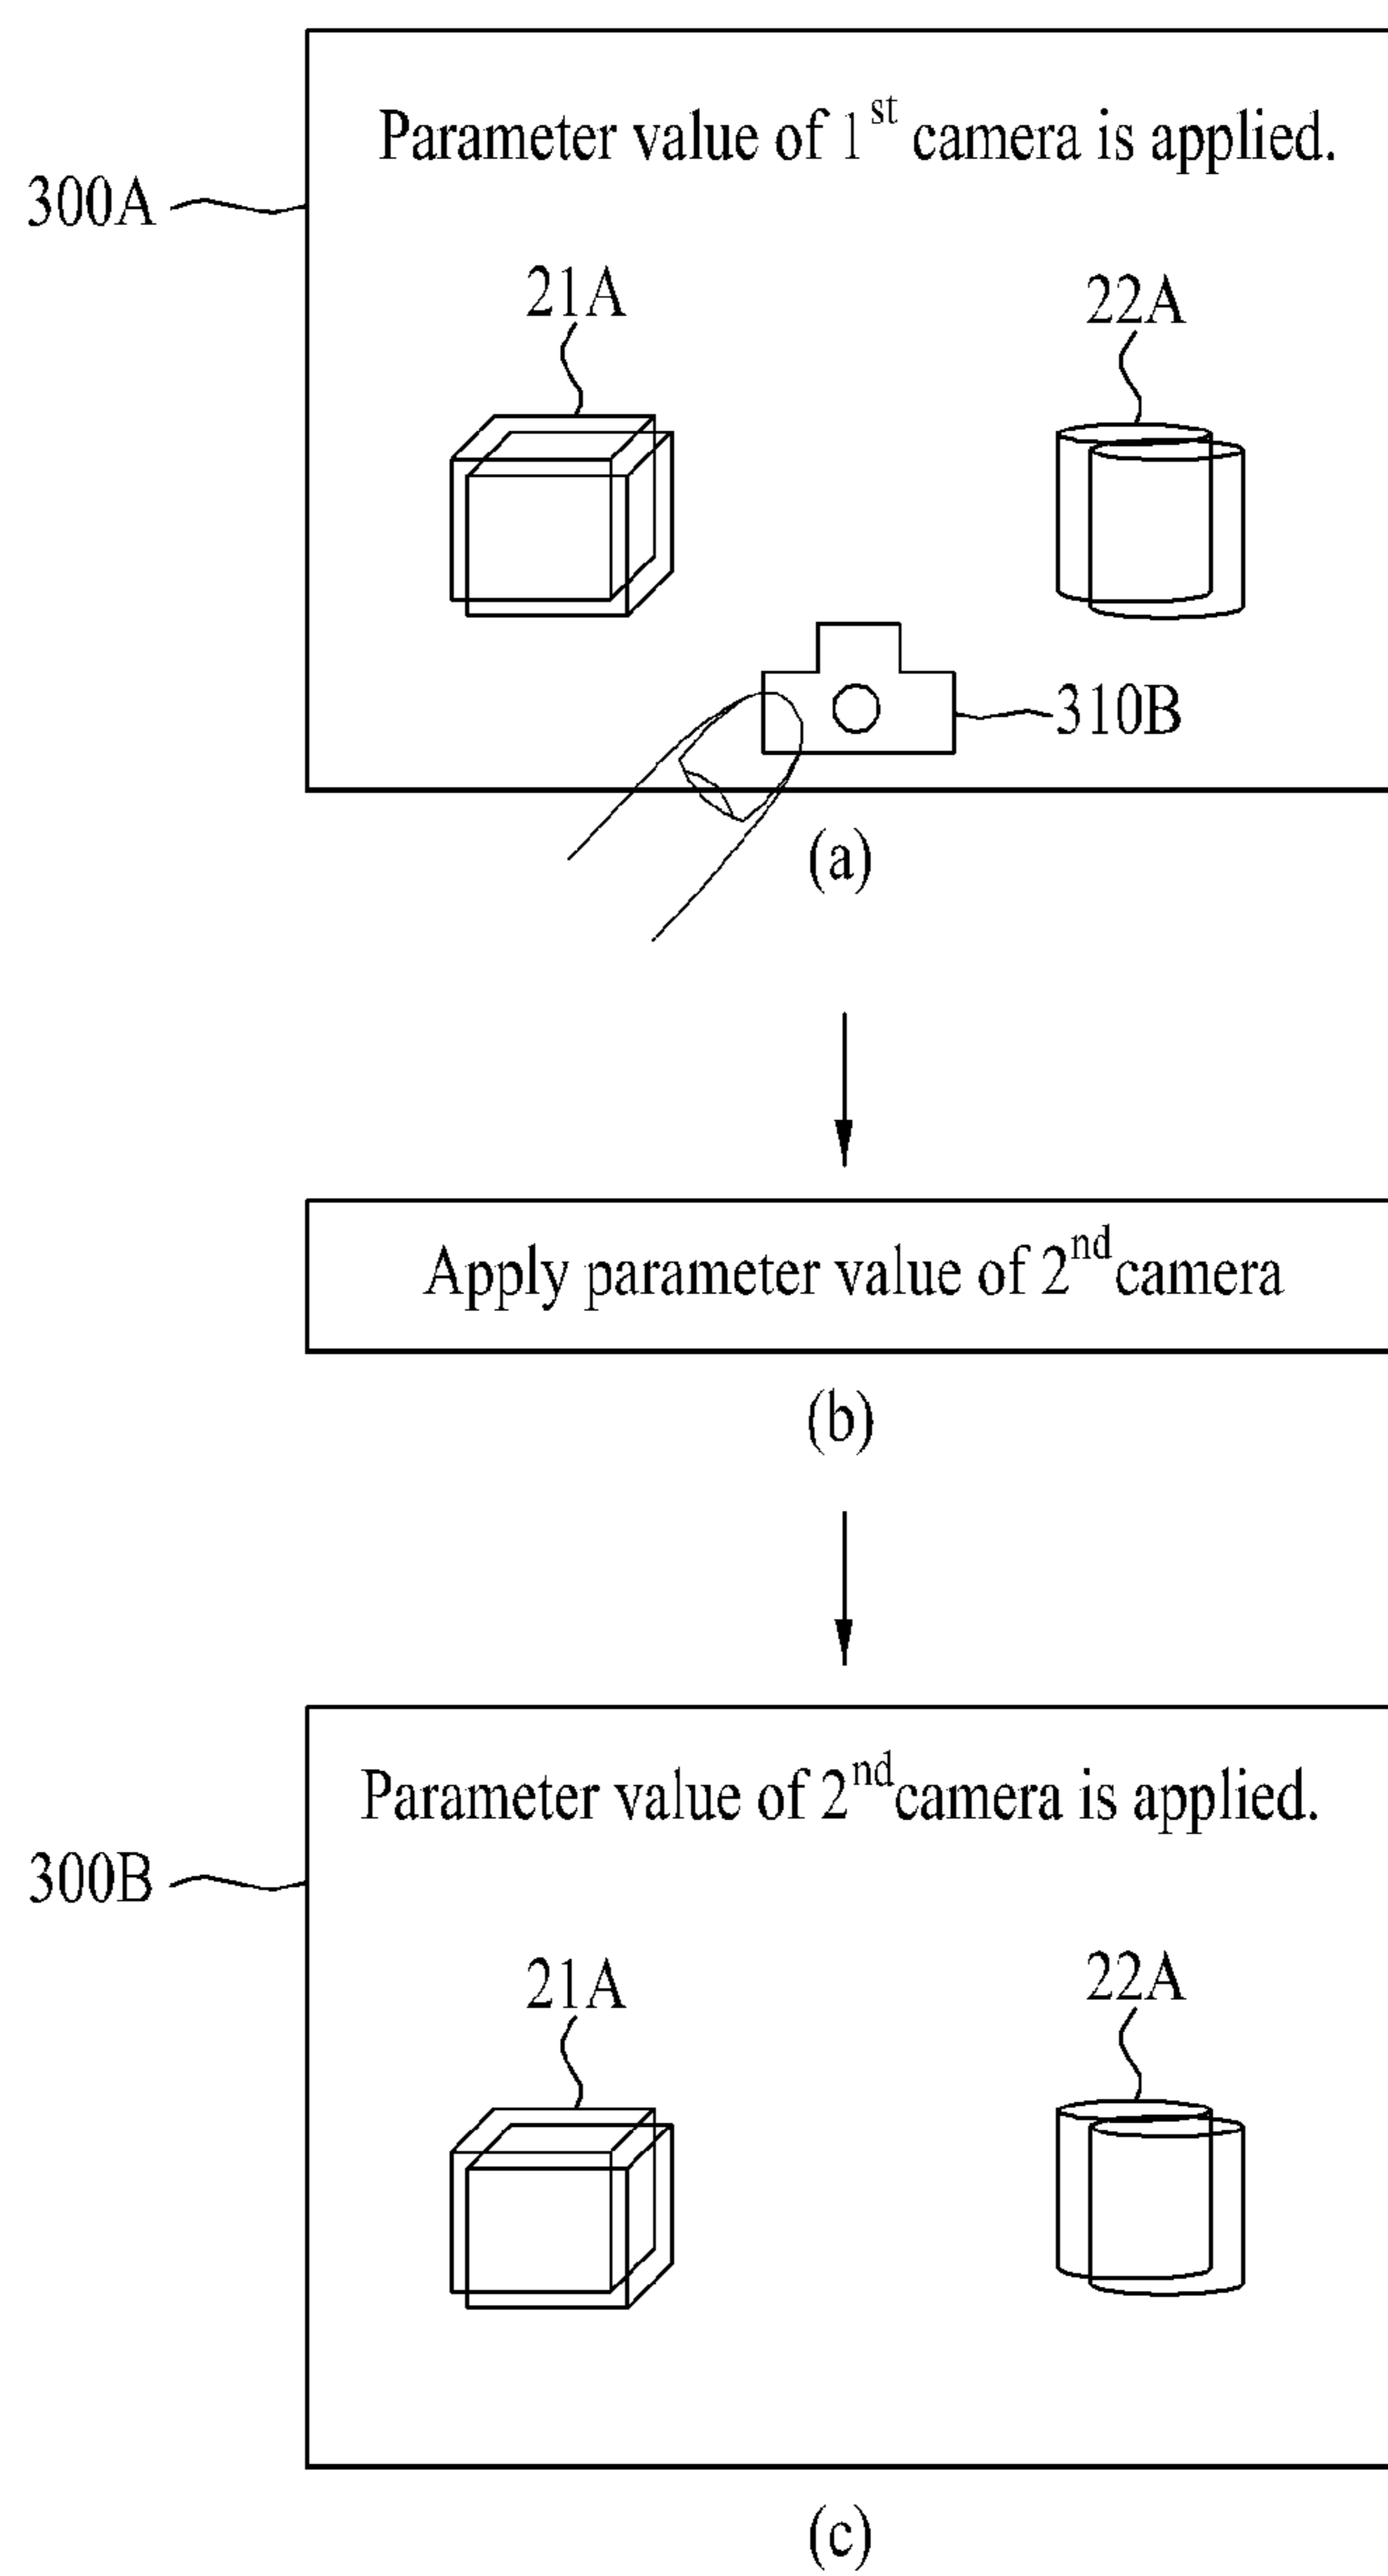 Parameter value of 1st camera is applied.
300A
21A
22A
310B
(a)
Apply parameter value of 2nd camera
(b)
Parameter value of 2nd camera is applied.
300B
21A
22A
(c)